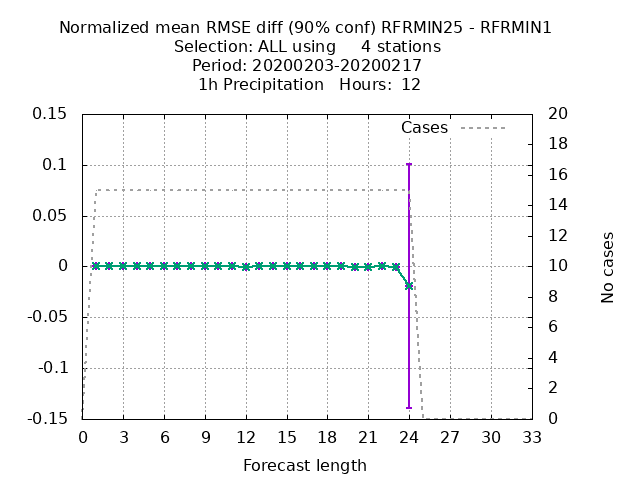 Normalized mean RMSE diff (90% conf) RFRMIN25 - RFRMIN1
Selection: ALL using     4 stations
Period: 20200203-20200217
1h Precipitation   Hours:  12
Cases
0.15
0.1
0.05
0
-0.05
-0.1
-0.15
20
18
16
14
12
10
8
6
4
2
0
No cases
0 3 6 9 12 15 18 21 24 27 30 33
Forecast length